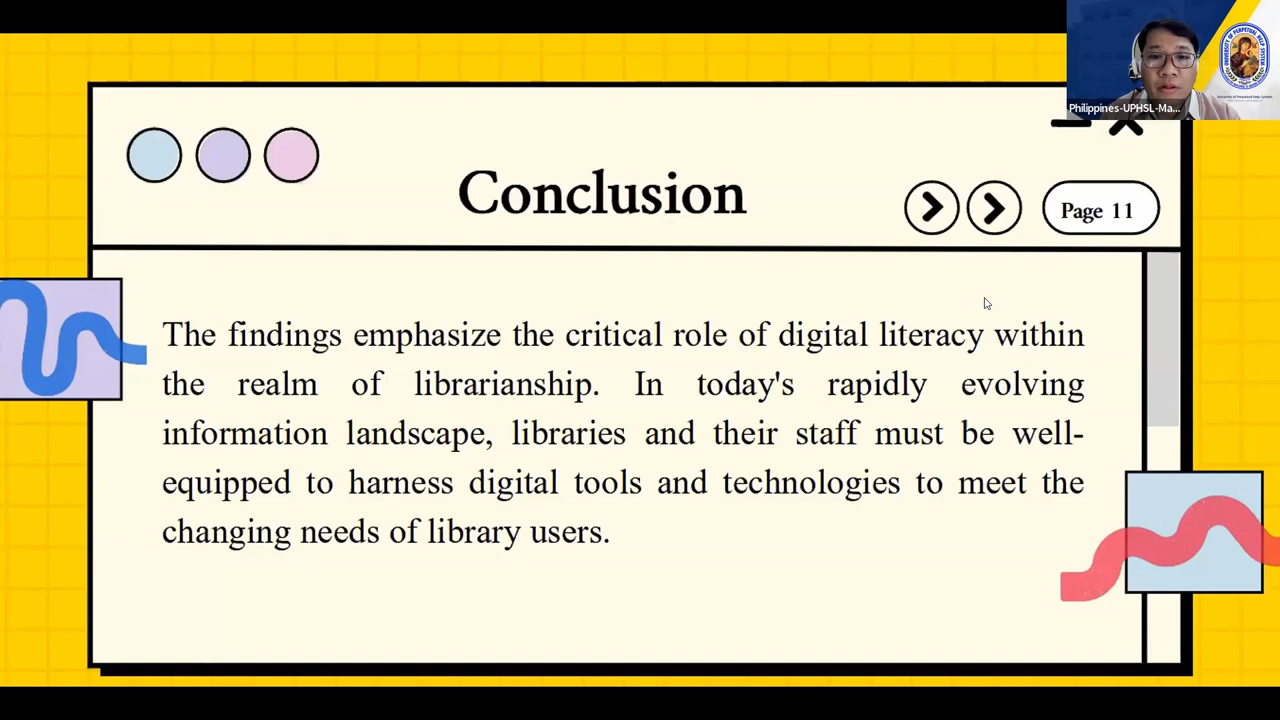 Philippines-UPHSL-Ma...
Conclusion
Page 11
The findings emphasize the critical role of digital literacy within
the realm of librarianship. In today's rapidly evolving
information landscape, libraries and their staff must be well-
equipped to harness digital tools and technologies to meet the
changing needs of library users.